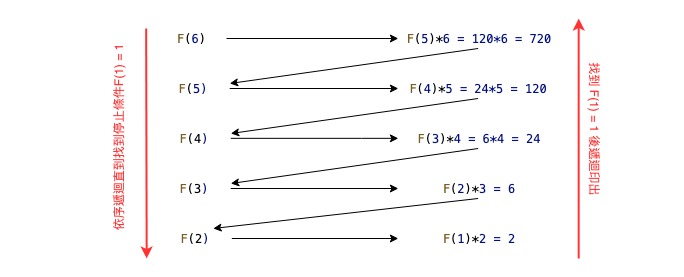 依序遞迴直到找到停止條件F(1) = 1
F(6) F(5)*6 = 120*6 = 720
F(5) F(4)*5 = 24*5 = 120
F(4) F(3)*4 = 6*4 = 24
F(3) F(2)*3 = 6
F(2) F(1)*2 = 2
找到 F(1) = 1 後遞迴印出